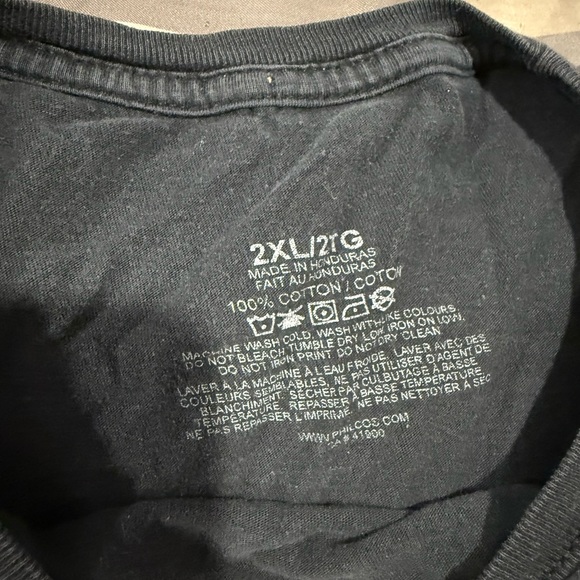 2XL/2TG
MADE IN HONDURAS
FAIT AU HONDURAS
100% COTTON / COTON
MACHINE WASH COLD, WASH WITH LIKE COLOURS,
DO NOT BLEACH TUMBLE DRY LOW, IRON ON LOW,
DO NOT IRON PRINT DO NOT DRY CLEAN.
LAVER À LA MACHINE À L'EAU FROIDE, LAVER AVEC DES
COULEURS SEMBLABLES, NE PAS UTILISER D'AGENT DE
BLANCHIMENT. SÉCHER PAR CULBUTAGE À BASSE
TEMPÉRATURE. REPASSER À BASSE TEMPÉRATURE
NE PAS REPASSER L'IMPRIMÉ. NE PAS NETTOYER À SEC
WWW.PHILCOS.COM
CA # 41900